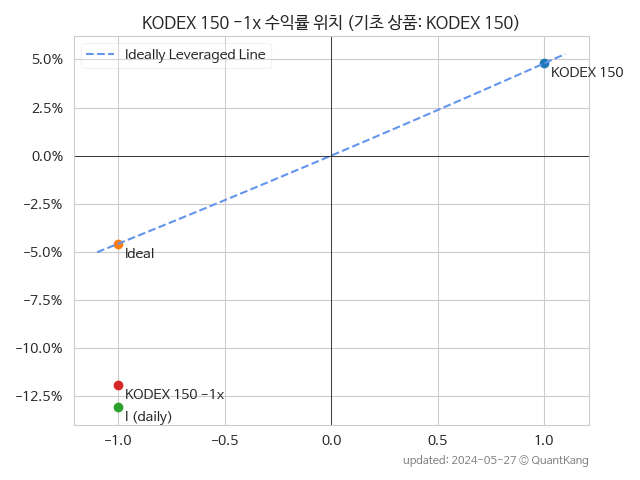 KODEX 150 -1x 수익률 위치 (기초 상품: KODEX 150)
Ideally Leveraged Line
5.0%
2.5%
0.0%
-2.5%
-5.0%
-7.5%
-10.0%
-12.5%
KODEX 150
Ideal
KODEX 150 -1x
I (daily)
-1.0 -0.5 0.0 0.5 1.0
updated: 2024-05-27 © QuantKang